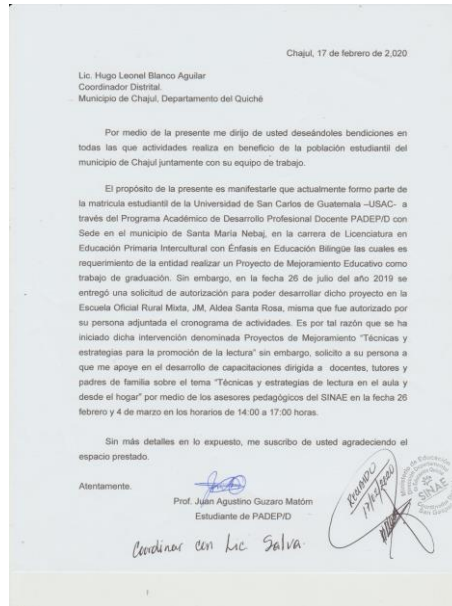 Chajul, 17 de febrero de 2,020
Lic. Hugo Leonel Blanco Aguilar
Coordinador Distrital.
Municipio de Chajul, Departamento del Quiché
Por medio de la presente me dirijo de usted deseándoles bendiciones en
todas las que actividades realiza en beneficio de la población estudiantil del
municipio de Chajul juntamente con su equipo de trabajo.
El propósito de la presente es manifestarle que actualmente formo parte de
la matricula estudiantil de la Universidad de San Carlos de Guatemala –USAC- a
través del Programa Académico de Desarrollo Profesional Docente PADEP/D con
Sede en el municipio de Santa María Nebaj, en la carrera de Licenciatura en
Educación Primaria Intercultural con Énfasis en Educación Bilingüe las cuales es
requerimiento de la entidad realizar un Proyecto de Mejoramiento Educativo como
trabajo de graduación. Sin embargo, en la fecha 26 de julio del año 2019 se
entregó una solicitud de autorización para poder desarrollar dicho proyecto en la
Escuela Oficial Rural Mixta, JM, Aldea Santa Rosa, misma que fue autorizado por
su persona adjuntada el cronograma de actividades. Es por tal razón que se ha
iniciado dicha intervención denominada Proyectos de Mejoramiento "Técnicas y
estrategias para la promoción de la lectura" sin embargo, solicito a su persona a
que me apoye en el desarrollo de capacitaciones dirigida a docentes, tutores y
padres de familia sobre el tema "Técnicas y estrategias de lectura en el aula y
desde el hogar" por medio de los asesores pedagógicos del SINAE en la fecha 26
febrero y 4 de marzo en los horarios de 14:00 a 17:00 horas.
Sin más detalles en lo expuesto, me suscribo de usted agradeciendo el
espacio prestado.
Atentamente.
Prof. Juan Agustino Guzaro Matóm
Estudiante de PADEP/D
Recibido
SINAE
Coordinar con Lic Salva.